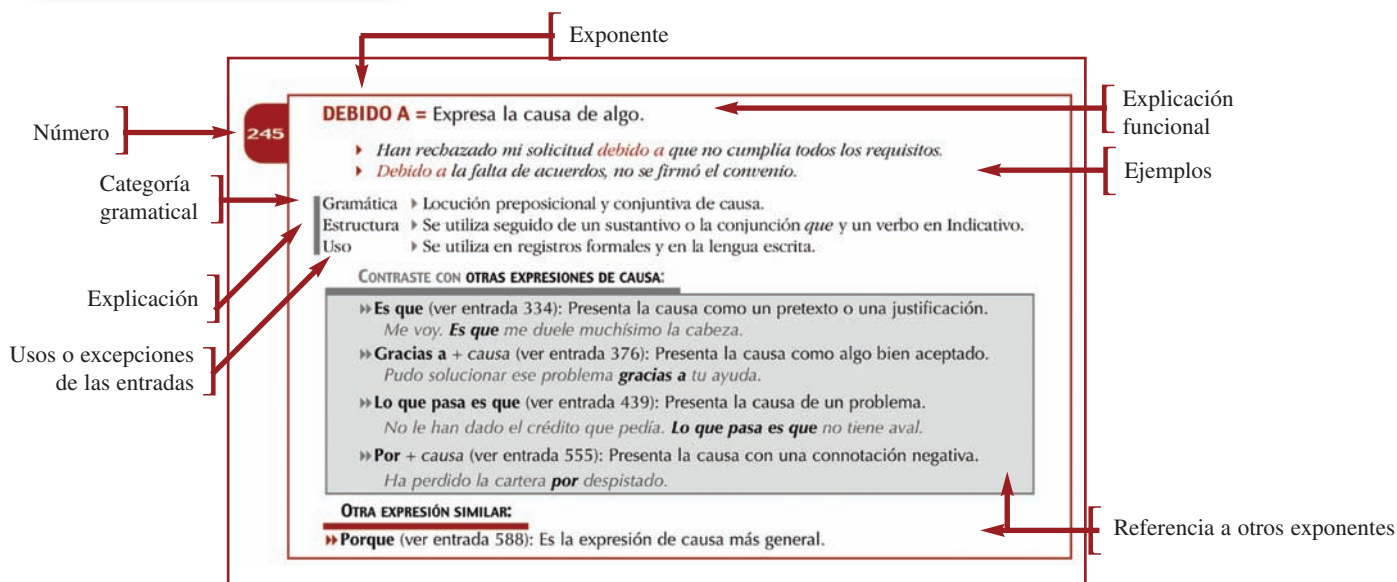 Exponente
Número
Categoría
gramatical
Explicación
Usos o excepciones
de las entradas
245
DEBIDO A = Expresa la causa de algo.
▸ Han rechazado mi solicitud debido a que no cumplía todos los requisitos.
▸ Debido a la falta de acuerdos, no se firmó el convenio.
Gramática ▸ Locución preposicional y conjuntiva de causa.
Estructura ▸ Se utiliza seguido de un sustantivo o la conjunción que y un verbo en Indicativo.
Uso ▸ Se utiliza en registros formales y en la lengua escrita.
CONTRASTE CON OTRAS EXPRESIONES DE CAUSA:
▸▸ Es que (ver entrada 334): Presenta la causa como un pretexto o una justificación.
Me voy. Es que me duele muchísimo la cabeza.
▸▸ Gracias a + causa (ver entrada 376): Presenta la causa como algo bien aceptado.
Pudo solucionar ese problema gracias a tu ayuda.
▸▸ Lo que pasa es que (ver entrada 439): Presenta la causa de un problema.
No le han dado el crédito que pedía. Lo que pasa es que no tiene aval.
▸▸ Por + causa (ver entrada 555): Presenta la causa con una connotación negativa.
Ha perdido la cartera por despistado.
OTRA EXPRESIÓN SIMILAR:
▸▸ Porque (ver entrada 588): Es la expresión de causa más general.
Explicación
funcional
Ejemplos
Referencia a otros exponentes